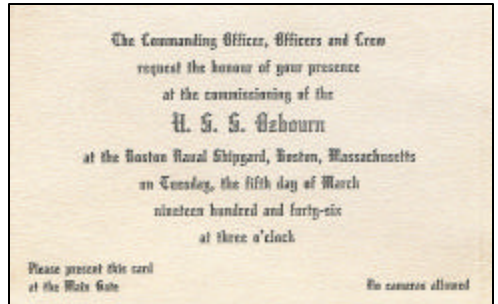 The Commanding Officer, Officers and Crew
request the honour of your presence
at the commissioning of the
U. S. S. Ozbourn
at the Boston Naval Shipyard, Boston, Massachusetts
on Tuesday, the fifth day of March
nineteen hundred and forty-six
at three o'clock
Please present this card
at the Main Gate
No cameras allowed